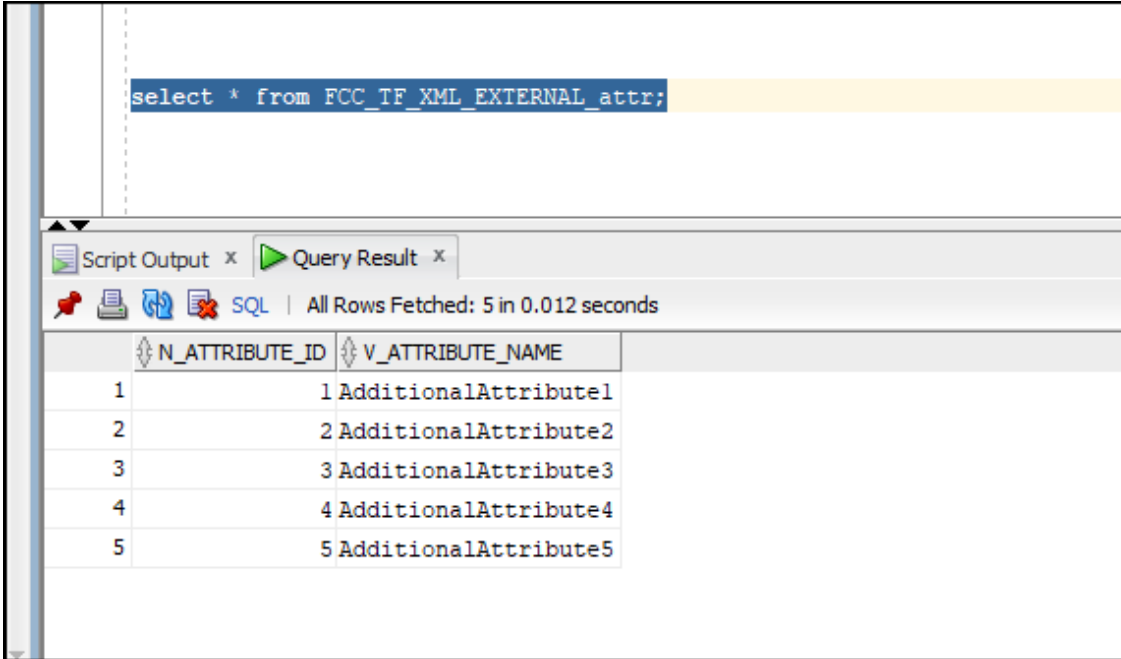 select * from FCC_TF_XML_EXTERNAL_attr;
Script Output x Query Result x
SQL | All Rows Fetched: 5 in 0.012 seconds
N_ATTRIBUTE_ID V_ATTRIBUTE_NAME
1 1 AdditionalAttribute1
2 2 AdditionalAttribute2
3 3 AdditionalAttribute3
4 4 AdditionalAttribute4
5 5 AdditionalAttribute5